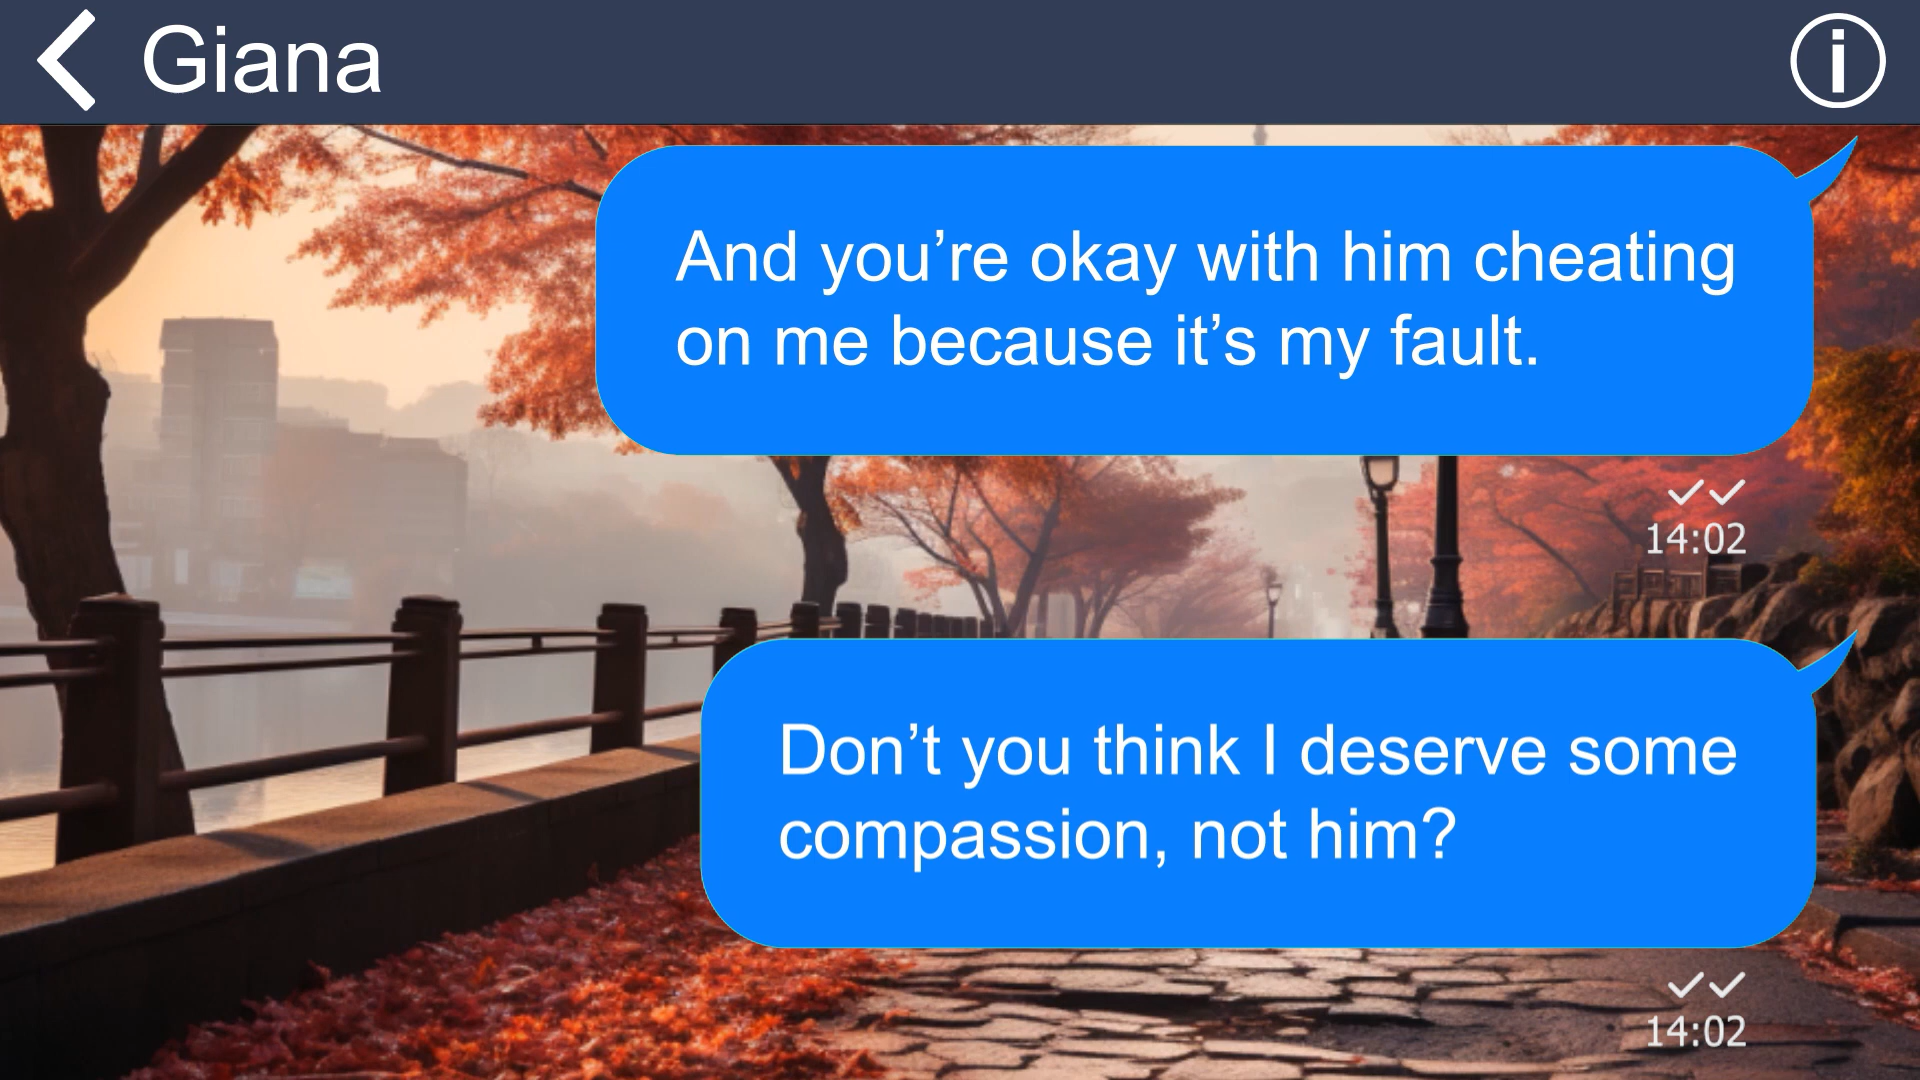 Giana
And you’re okay with him cheating
on me because it’s my fault.
14:02
Don’t you think I deserve some
compassion, not him?
14:02